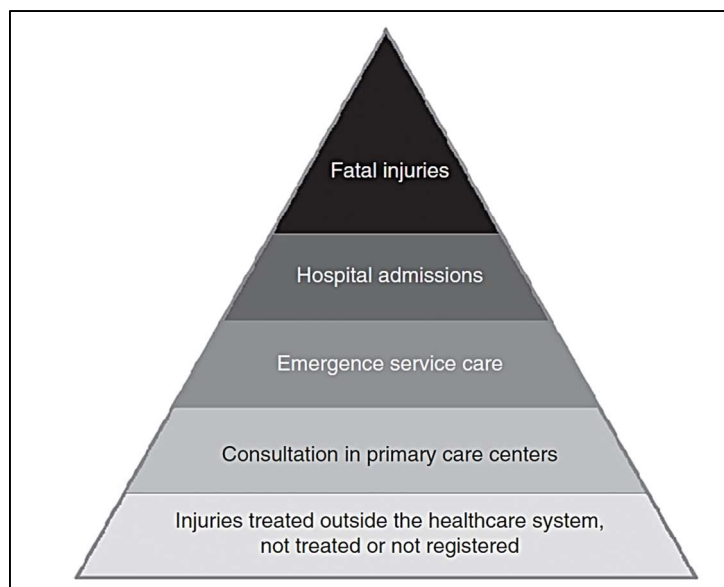 Fatal injuries
Hospital admissions
Emergence service care
Consultation in primary care centers
Injuries treated outside the healthcare system,
not treated or not registered